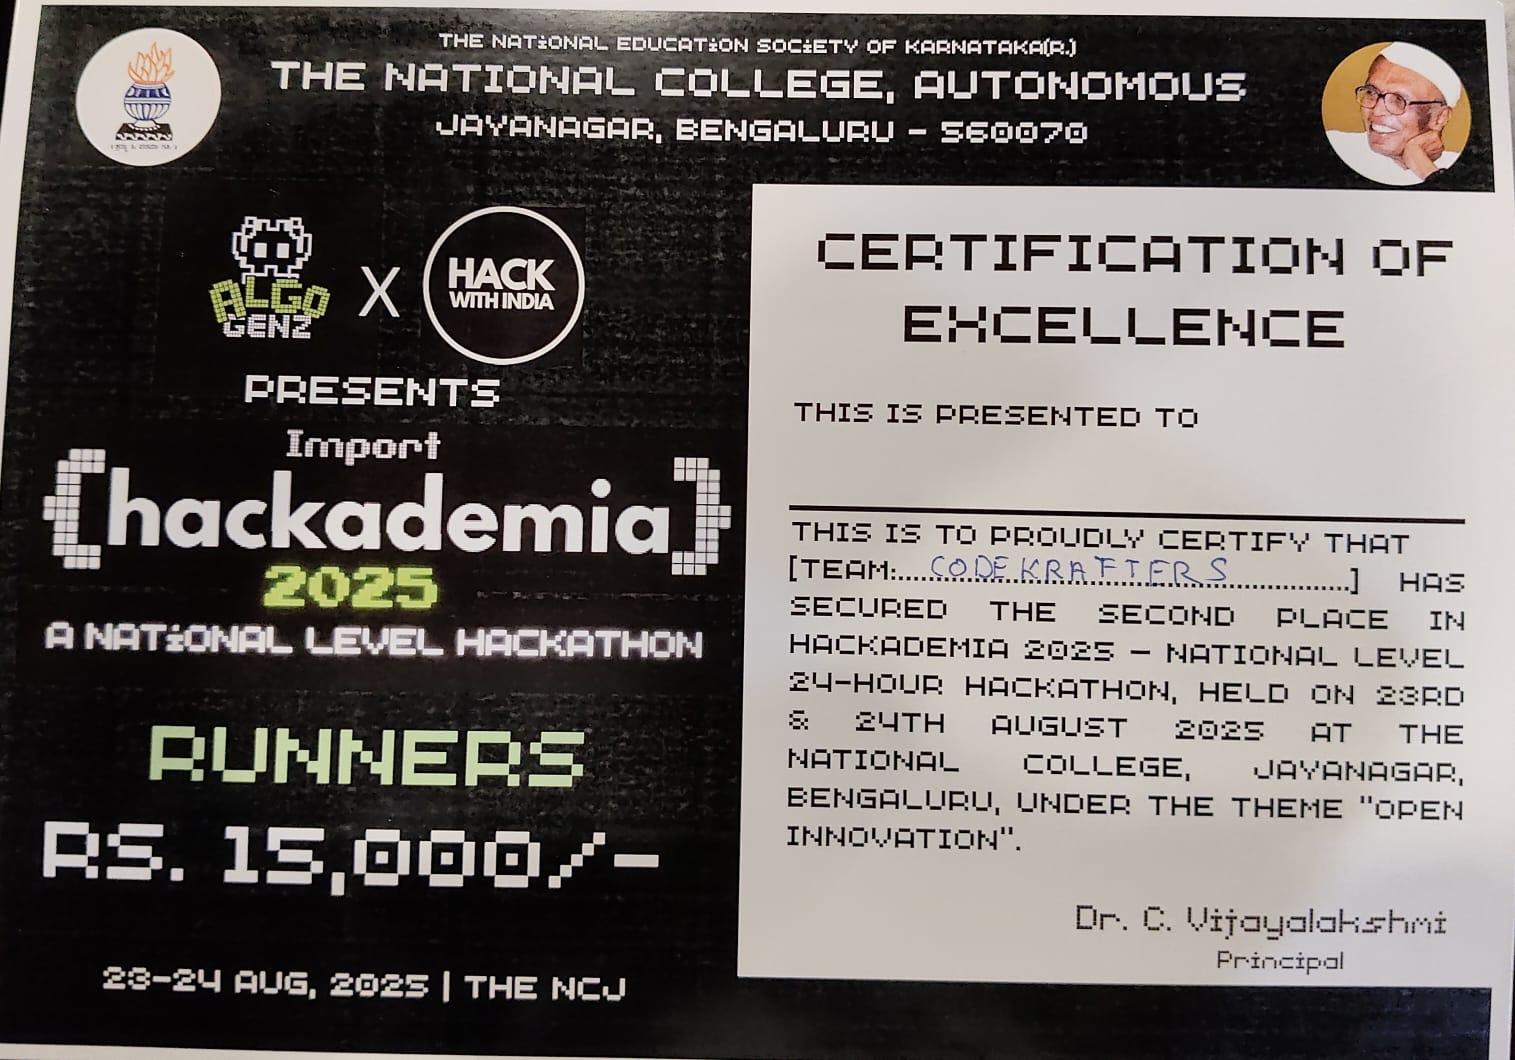 THE NATIONAL EDUCATION SOCIETY OF KARNATAKA(R.)
THE NATIONAL COLLEGE, AUTONOMOUS
JAYANAGAR, BENGALURU - 560070
ALGO
GENZ
X
HACK
WITH INDIA
PRESENTS
Import
{hackademia}
2025
A NATIONAL LEVEL HACKATHON
RUNNERS
RS. 15,000/-
23-24 AUG, 2025 | THE NCJ
CERTIFICATION OF
EXCELLENCE
THIS IS PRESENTED TO
THIS IS TO PROUDLY CERTIFY THAT
[TEAM:....CODEKRAFTERS..............] HAS
SECURED THE SECOND PLACE IN
HACKADEMIA 2025 – NATIONAL LEVEL
24-HOUR HACKATHON, HELD ON 23RD
& 24TH AUGUST 2025 AT THE
NATIONAL COLLEGE, JAYANAGAR,
BENGALURU, UNDER THE THEME "OPEN
INNOVATION".
Dr. C. Vijayalakshmi
Principal